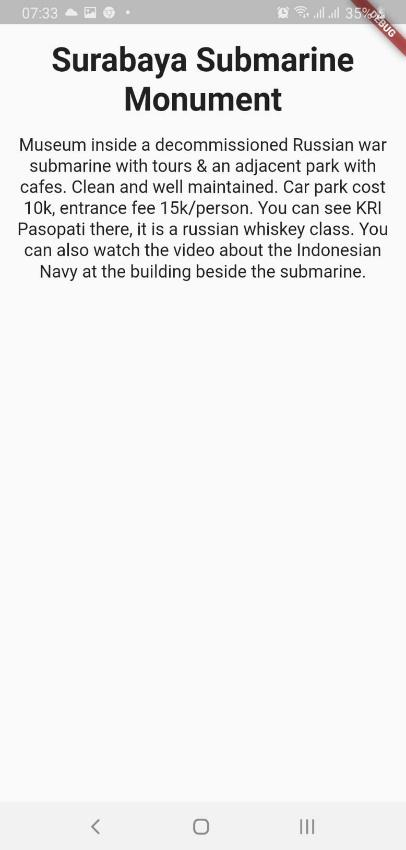 07:33
35%
DEBUG
Surabaya Submarine
Monument
Museum inside a decommissioned Russian war
submarine with tours & an adjacent park with
cafes. Clean and well maintained. Car park cost
10k, entrance fee 15k/person. You can see KRI
Pasopati there, it is a russian whiskey class. You
can also watch the video about the Indonesian
Navy at the building beside the submarine.